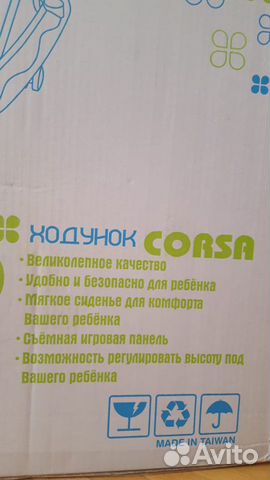 ХОДУНОК CORSA
• Великолепное качество
• Удобно и безопасно для ребёнка
• Мягкое сиденье для комфорта
Вашего ребёнка
• Съёмная игровая панель
• Возможность регулировать высоту под
Вашего ребёнка
MADE IN TAIWAN
Avito